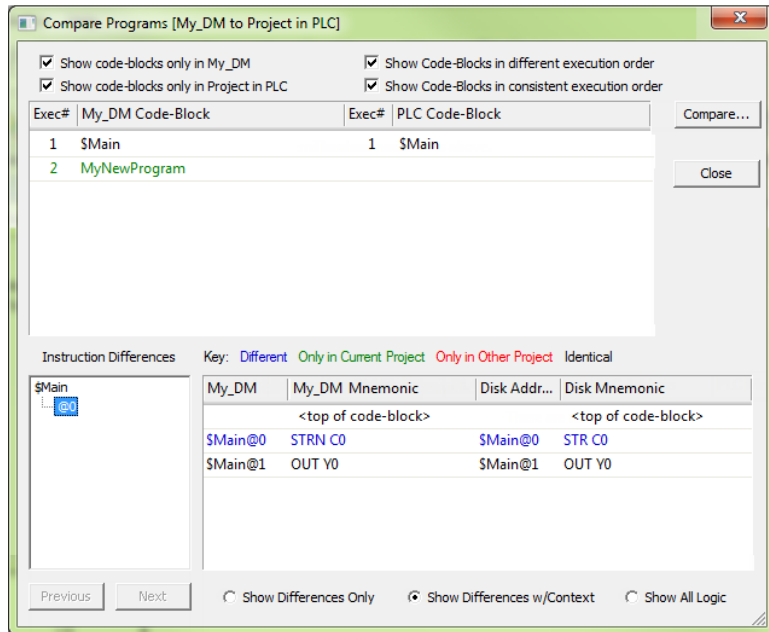 Compare Programs [My_DM to Project in PLC]
Show code-blocks only in My_DM
Show Code-Blocks in different execution order
Show code-blocks only in Project in PLC
Show Code-Blocks in consistent execution order
Exec# My_DM Code-Block Exec# PLC Code-Block
Compare...
1 $Main 1 $Main
2 MyNewProgram
Close
Instruction Differences Key: Different Only in Current Project Only in Other Project Identical
$Main
@0
My_DM My_DM Mnemonic Disk Addr... Disk Mnemonic
<top of code-block> <top of code-block>
$Main@0 STRN C0 $Main@0 STR C0
$Main@1 OUT Y0 $Main@1 OUT Y0
Previous Next Show Differences Only Show Differences w/Context Show All Logic